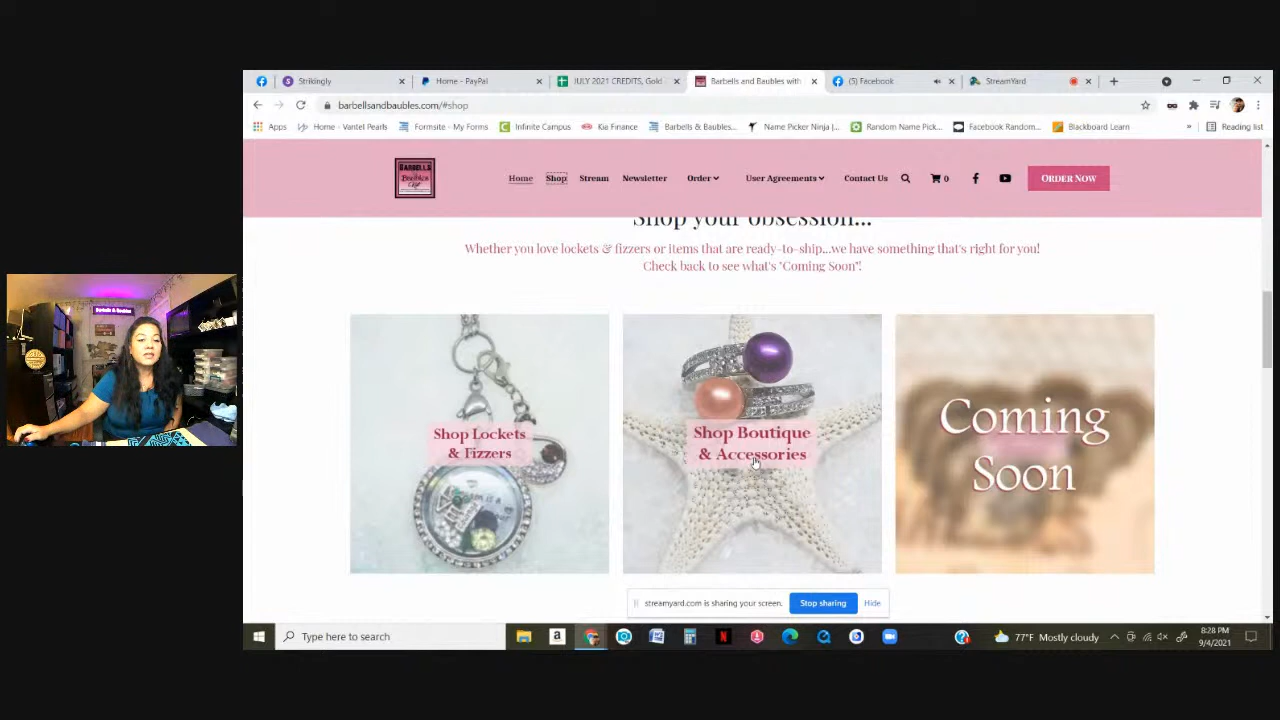 Strikingly
Home - PayPal
JULY 2021 CREDITS, Gold
Barbells and Baubles with
(5) Facebook
StreamYard
barbellsandbaubles.com/#shop
Apps
Home - Vantel Pearls
Formsite - My Forms
Infinite Campus
Kia Finance
Barbells & Baubles...
Name Picker Ninja |...
Random Name Pick...
Facebook Random...
Blackboard Learn
»
Reading list
BARBELLS
& Baubles
Home
Shop
Stream
Newsletter
Order
User Agreements
Contact Us
0
ORDER NOW
Shop your obsession...
Whether you love lockets & fizzers or items that are ready-to-ship...we have something that's right for you!
Check back to see what's "Coming Soon"!
Shop Lockets
& Fizzers
Shop Boutique
& Accessories
Coming
Soon
Barbells & Baubles
streamyard.com is sharing your screen.
Stop sharing
Hide
Type here to search
77°F Mostly cloudy
8:28 PM
9/4/2021